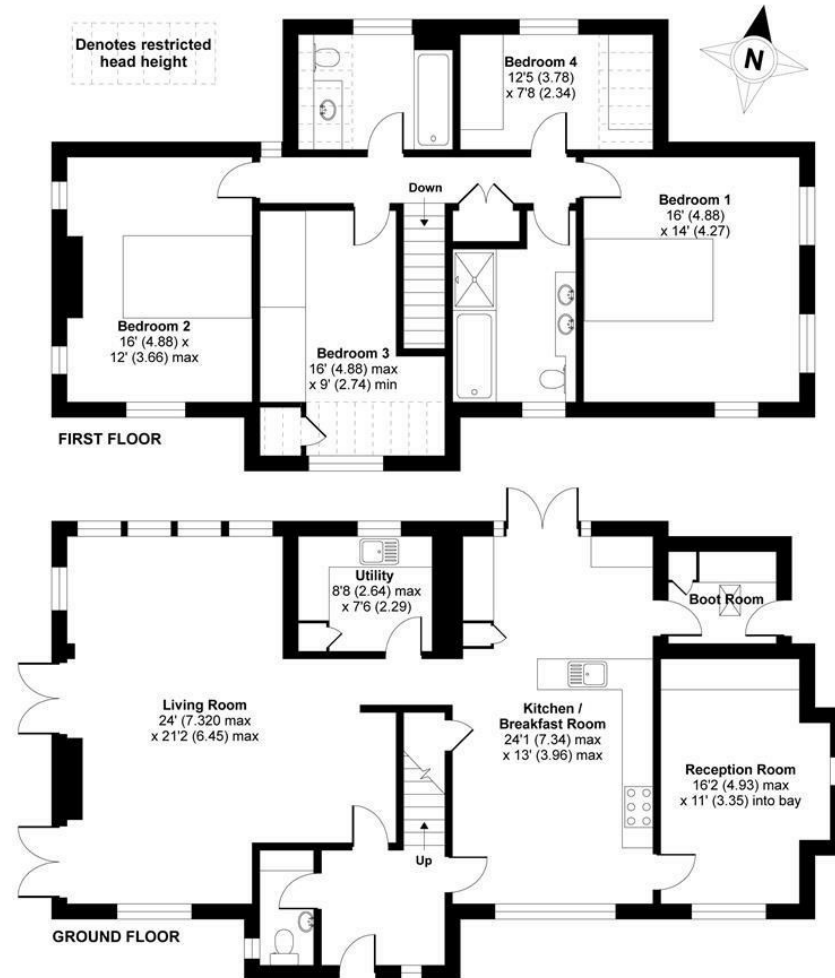 Denotes restricted
head height
N
Bedroom 4
12'5 (3.78)
x 7'8 (2.34)
Down
Bedroom 1
16' (4.88)
x 14' (4.27)
Bedroom 2
16' (4.88) x
12' (3.66) max
Bedroom 3
16' (4.88) max
x 9' (2.74) min
FIRST FLOOR
Utility
8'8 (2.64) max
x 7'6 (2.29)
Boot Room
Living Room
24' (7.320 max
x 21'2 (6.45) max
Kitchen /
Breakfast Room
24'1 (7.34) max
x 13' (3.96) max
Reception Room
16'2 (4.93) max
x 11' (3.35) into bay
Up
GROUND FLOOR